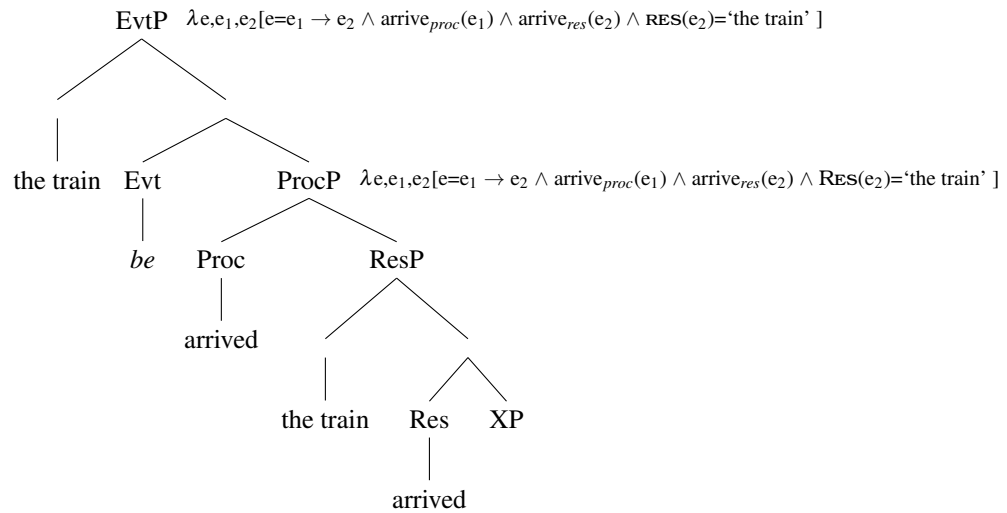 EvtP λe,e₁,e₂[e=e₁ → e₂ ∧ arriveₚᵣₒ𝒸(e₁) ∧ arriveᵣₑₛ(e₂) ∧ RES(e₂)=‘the train’ ]
the train Evt ProcP λe,e₁,e₂[e=e₁ → e₂ ∧ arriveₚᵣₒ𝒸(e₁) ∧ arriveᵣₑₛ(e₂) ∧ RES(e₂)=‘the train’ ]
be Proc ResP
arrived
the train Res XP
arrived